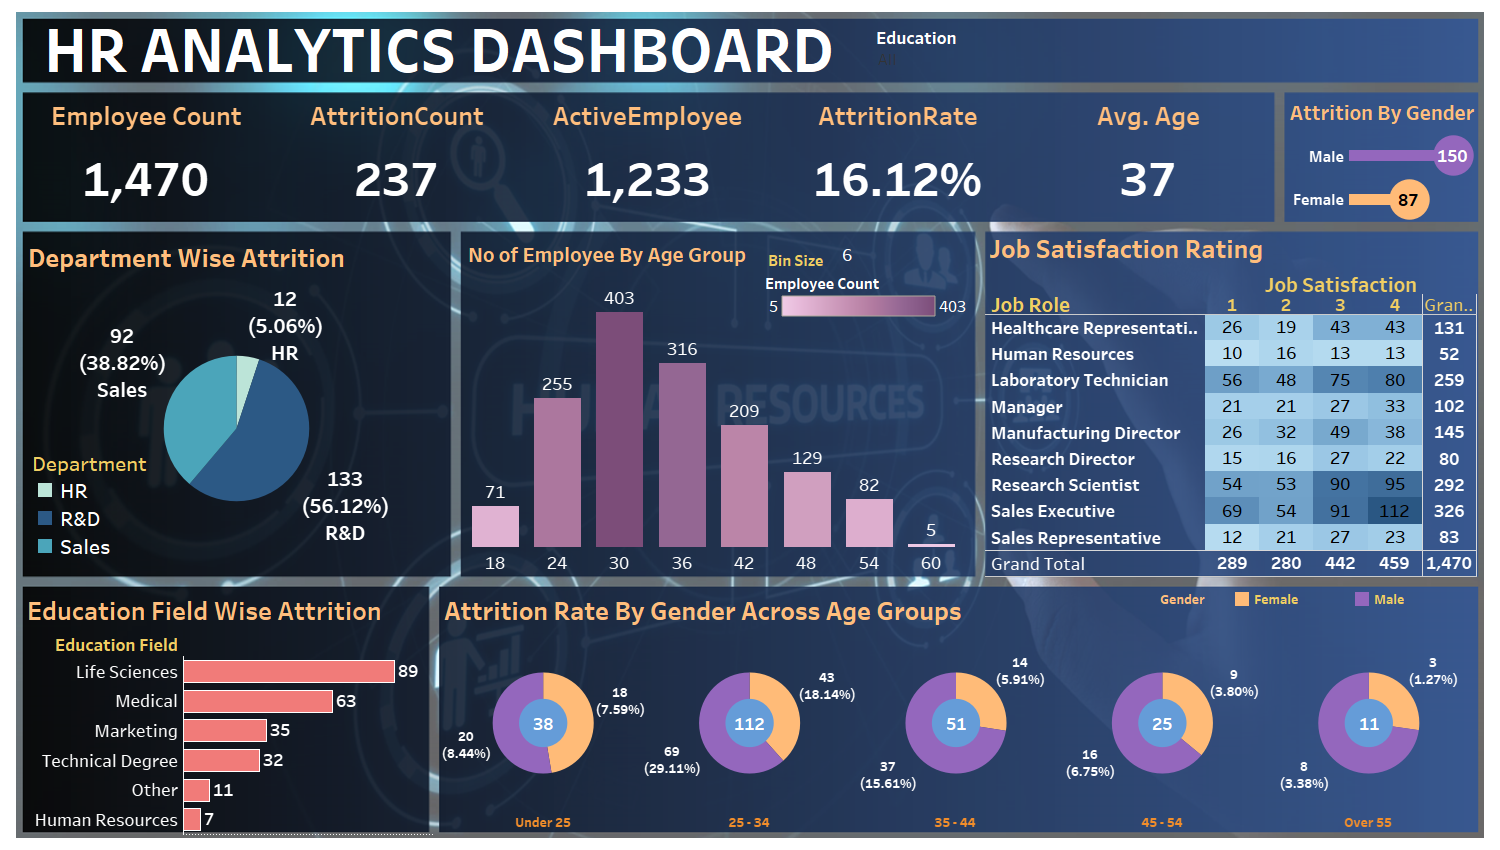 HR ANALYTICS DASHBOARD
Education
Employee Count
AttritionCount
ActiveEmployee
AttritionRate
Avg. Age
1,470
237
1,233
16.12%
37
Attrition By Gender
Male 150
Female 87
Department Wise Attrition
12
(5.06%)
HR
92
(38.82%)
Sales
133
(56.12%)
R&D
Department
HR
R&D
Sales
No of Employee By Age Group
Bin Size 6
Employee Count
5 403
71
255
403
316
209
129
82
5
18 24 30 36 42 48 54 60
HUMAN RESOURCES
Job Satisfaction Rating
Job Satisfaction
Job Role 1 2 3 4 Gran..
Healthcare Representati.. 26 19 43 43 131
Human Resources 10 16 13 13 52
Laboratory Technician 56 48 75 80 259
Manager 21 21 27 33 102
Manufacturing Director 26 32 49 38 145
Research Director 15 16 27 22 80
Research Scientist 54 53 90 95 292
Sales Executive 69 54 91 112 326
Sales Representative 12 21 27 23 83
Grand Total 289 280 442 459 1,470
Education Field Wise Attrition
Education Field
Life Sciences 89
Medical 63
Marketing 35
Technical Degree 32
Other 11
Human Resources 7
Attrition Rate By Gender Across Age Groups
Gender Female Male
18
(7.59%)
38
20
(8.44%)
Under 25
43
(18.14%)
112
69
(29.11%)
25 - 34
14
(5.91%)
51
37
(15.61%)
35 - 44
9
(3.80%)
25
16
(6.75%)
45 - 54
3
(1.27%)
11
8
(3.38%)
Over 55